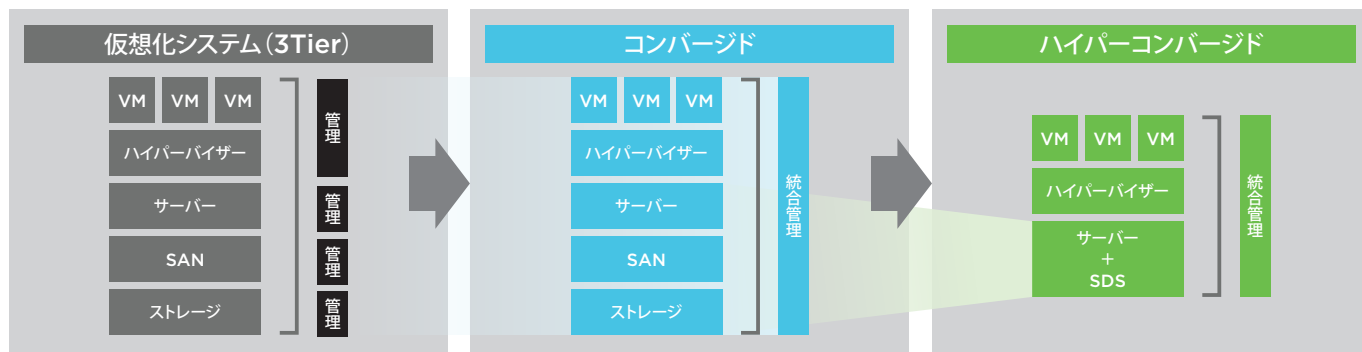 仮想化システム（3Tier）
VM VM VM
ハイパーバイザー
サーバー
SAN
ストレージ
管理
管理
管理
管理
コンバージド
VM VM VM
ハイパーバイザー
サーバー
SAN
ストレージ
統合管理
ハイパーコンバージド
VM VM VM
ハイパーバイザー
サーバー
+
SDS
統合管理